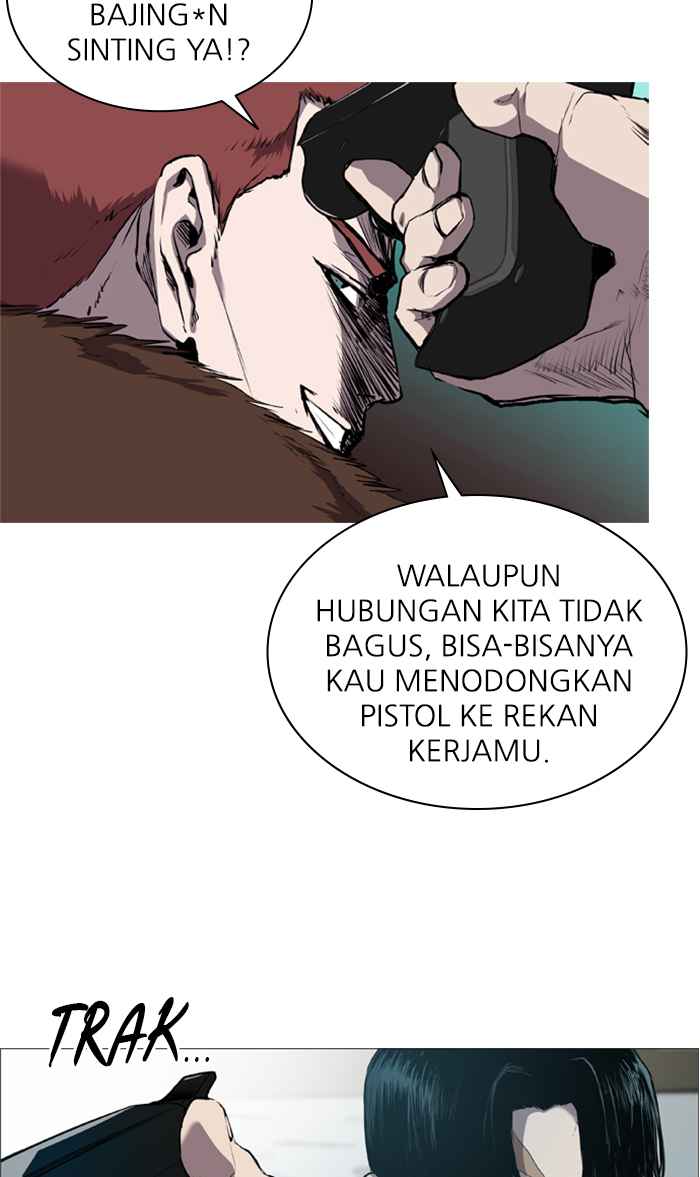 BAJING*N
SINTING YA!?
WALAUPUN
HUBUNGAN KITA TIDAK
BAGUS, BISA-BISANYA
KAU MENODONGKAN
PISTOL KE REKAN
KERJAMU.
TRAK...